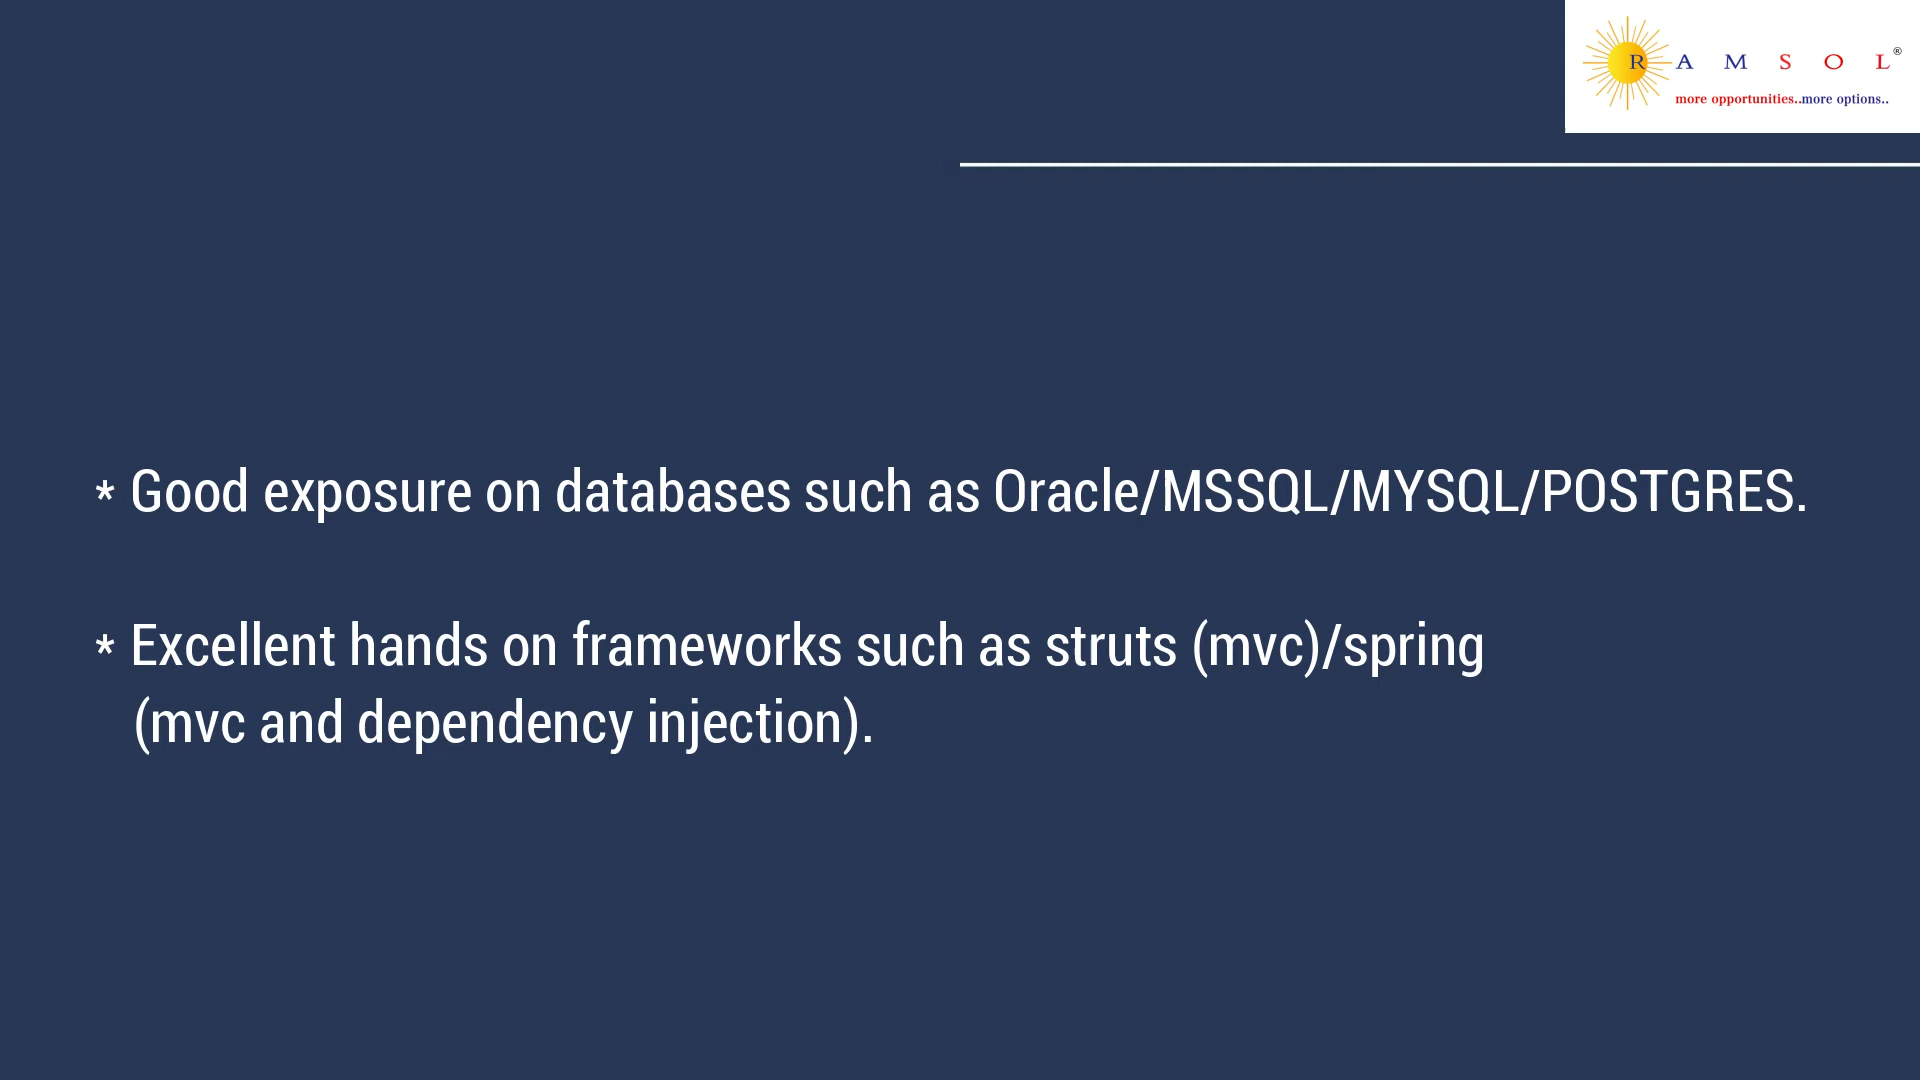 R A M S O L ®
more opportunities..more options..
* Good exposure on databases such as Oracle/MSSQL/MYSQL/POSTGRES.
* Excellent hands on frameworks such as struts (mvc)/spring
(mvc and dependency injection).